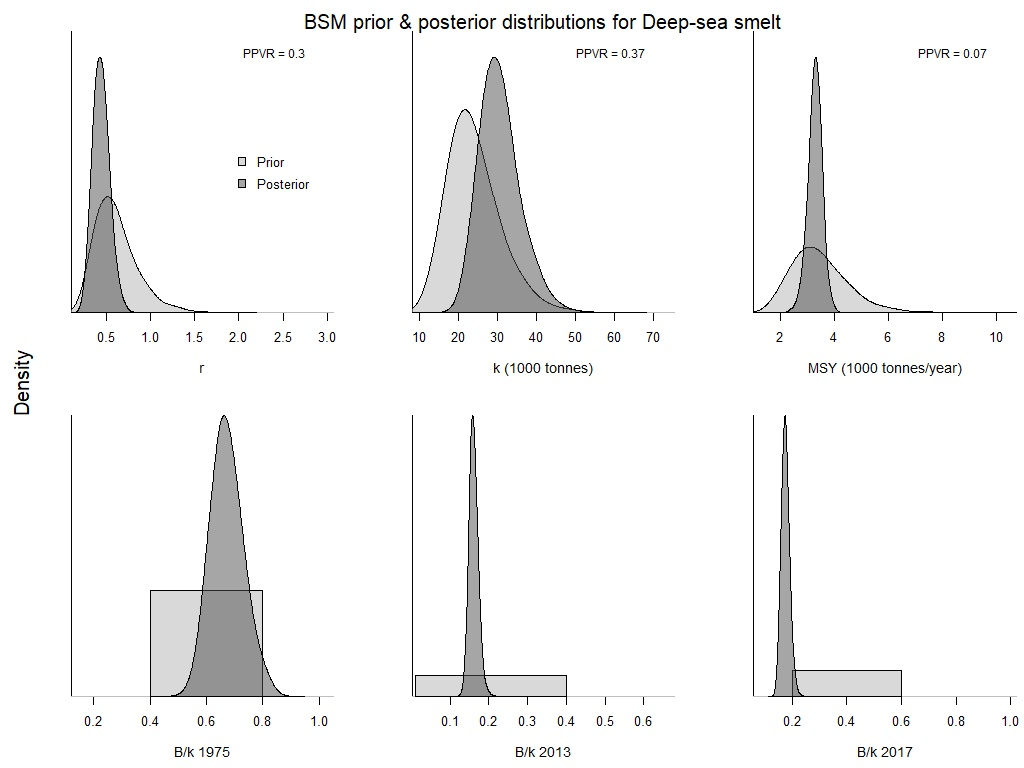 BSM prior & posterior distributions for Deep-sea smelt
PPVR = 0.3
Prior
Posterior
0.5 1.0 1.5 2.0 2.5 3.0
r
PPVR = 0.37
10 20 30 40 50 60 70
k (1000 tonnes)
PPVR = 0.07
2 4 6 8 10
MSY (1000 tonnes/year)
Density
0.2 0.4 0.6 0.8 1.0
B/k 1975
0.1 0.2 0.3 0.4 0.5 0.6
B/k 2013
0.2 0.4 0.6 0.8 1.0
B/k 2017